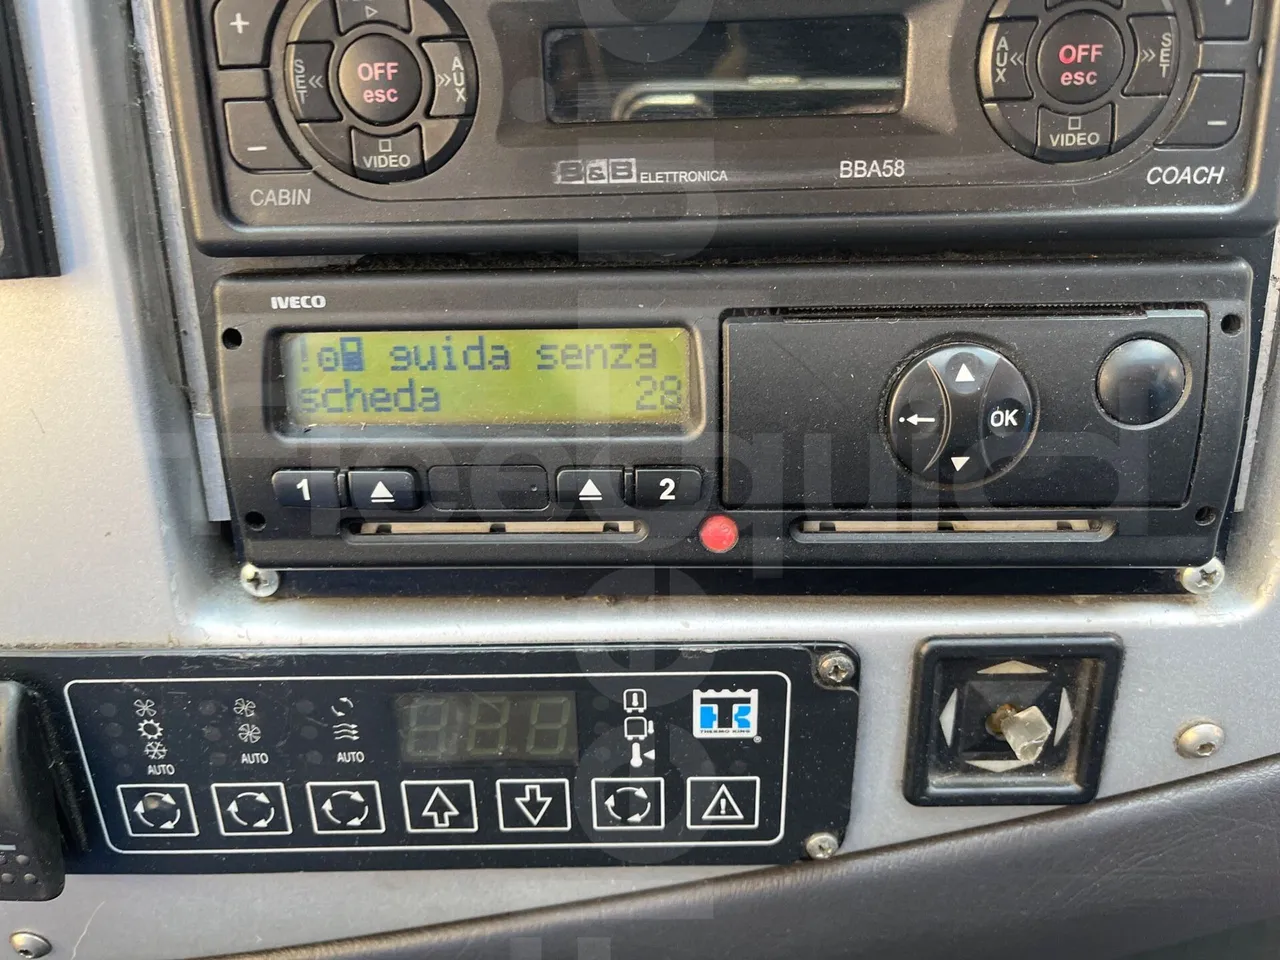 +
SET
OFF
esc
AUX
VIDEO
−
CABIN
B&B ELETTRONICA
BBA58
AUX
OFF
esc
SET
VIDEO
−
COACH
IVECO
! guida senza
scheda 28
1
2
OK
AUTO
AUTO
AUTO
THERMO KING